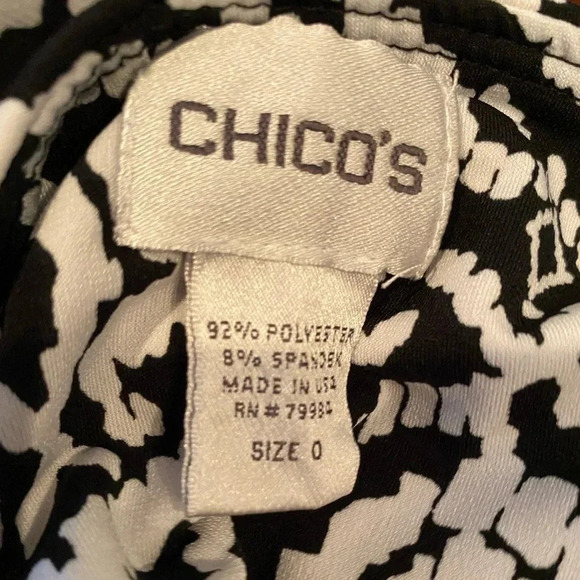 CHICO'S
92% POLYESTER
8% SPANDEX
MADE IN USA
RN# 79984
SIZE 0